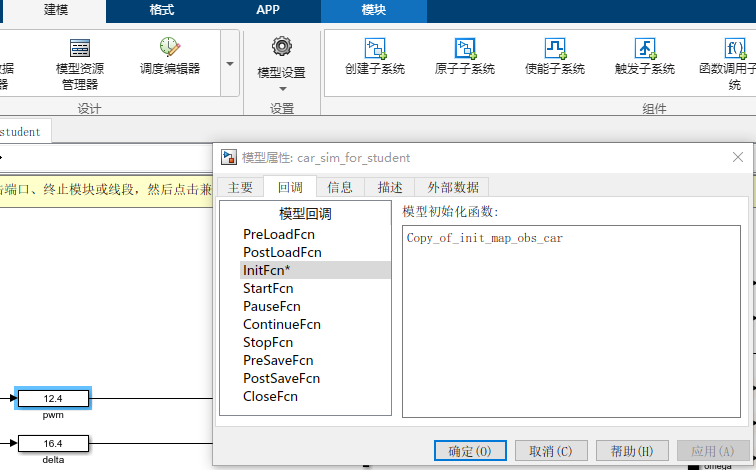 建模
格式
APP
模块
数据
器
模型资源
管理器
调度编辑器
模型设置
创建子系统
原子子系统
使能子系统
触发子系统
函数调用子
统
设计
设置
组件
student
模型属性: car_sim_for_student
击端口、终止模块或线段，然后点击兼
主要
回调
信息
描述
外部数据
模型回调
模型初始化函数:
PreLoadFcn
PostLoadFcn
InitFcn*
StartFcn
PauseFcn
ContinueFcn
StopFcn
PreSaveFcn
PostSaveFcn
CloseFcn
Copy_of_init_map_obs_car
12.4
pwm
16.4
delta
确定(O)
取消(C)
帮助(H)
应用(A)
omega